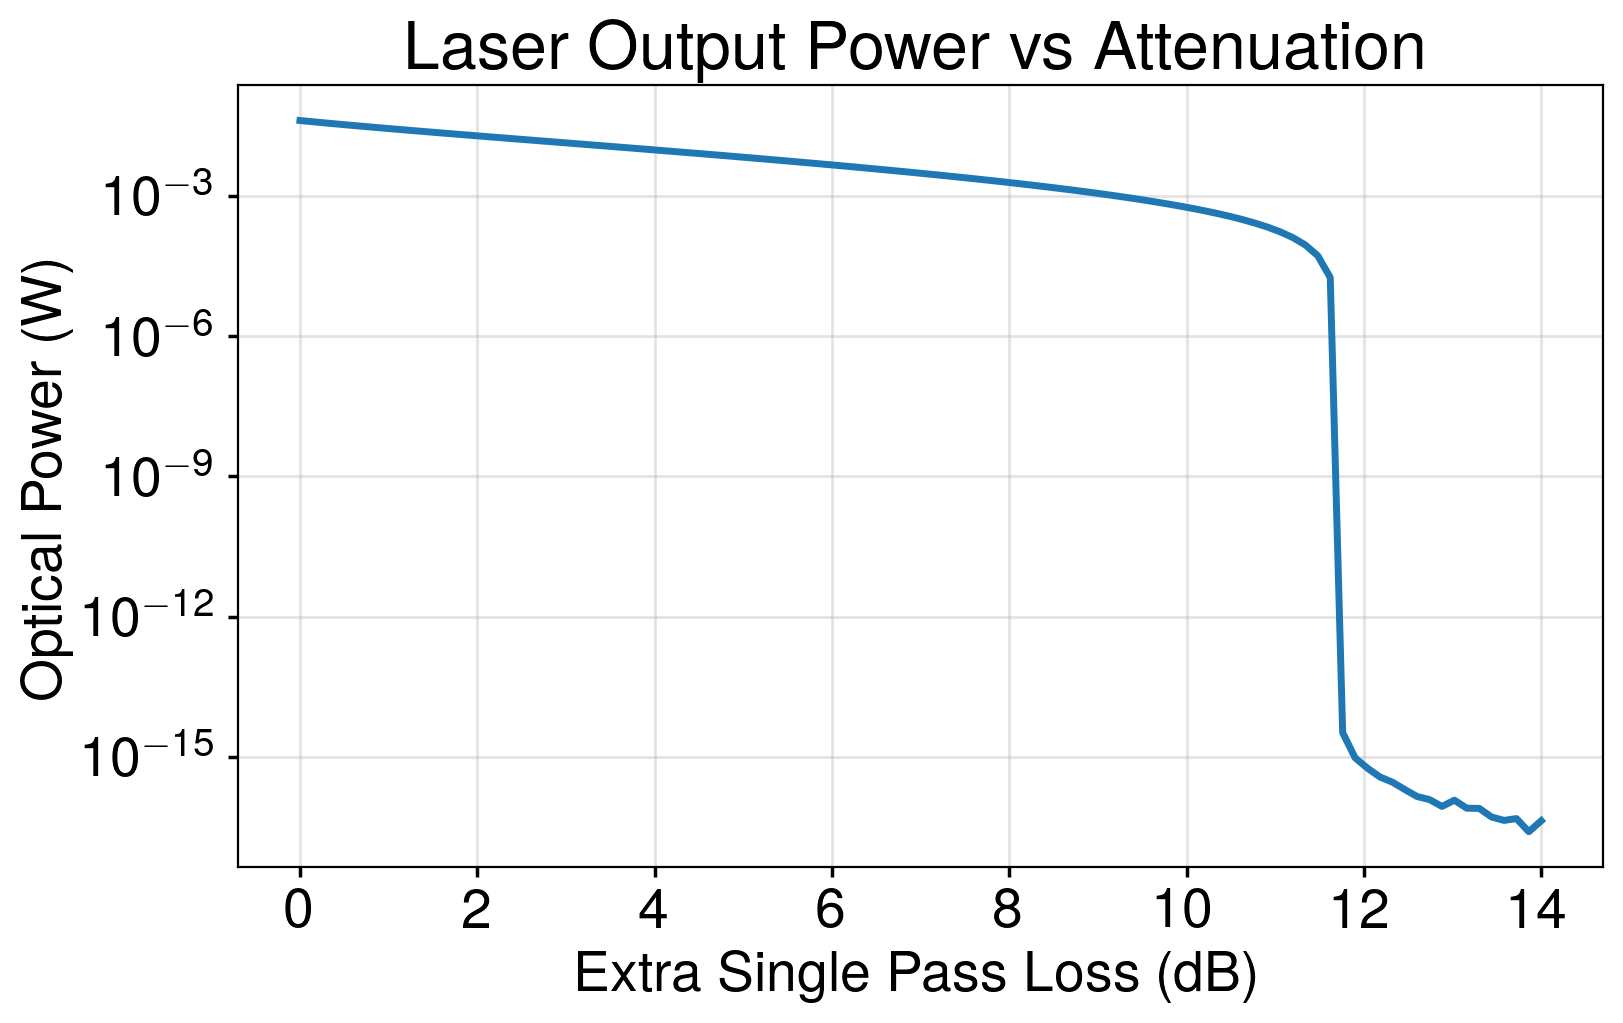 Laser Output Power vs Attenuation
Optical Power (W)
10⁻³
10⁻⁶
10⁻⁹
10⁻¹²
10⁻¹⁵
0 2 4 6 8 10 12 14
Extra Single Pass Loss (dB)